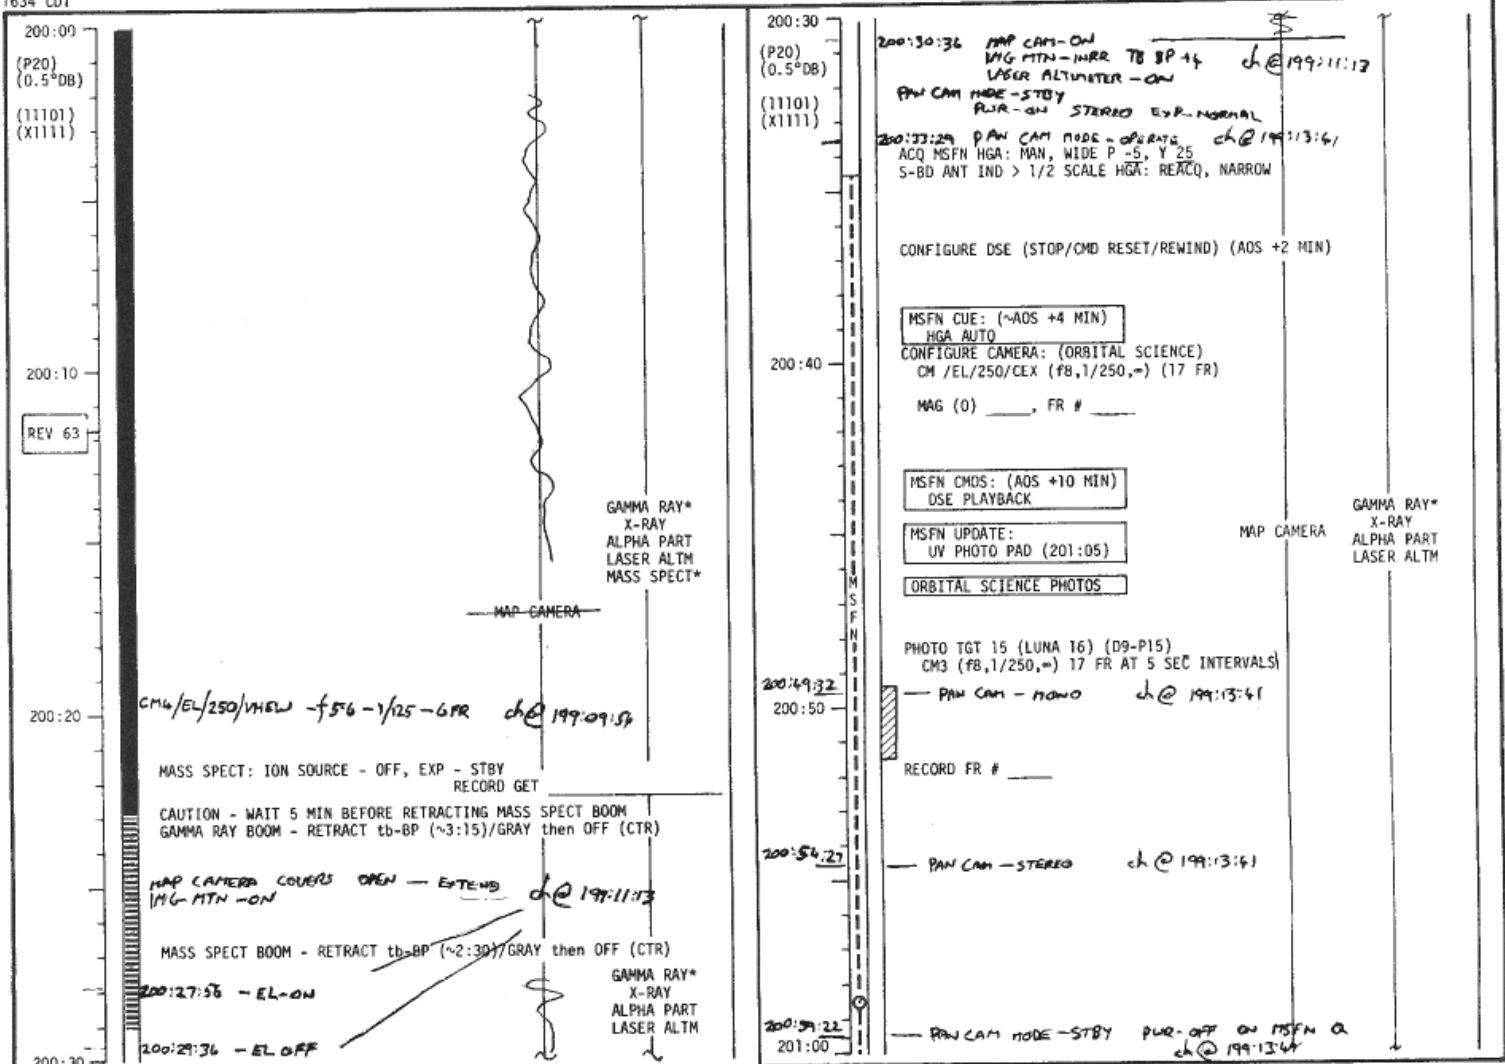 1634 CDT
200:00
(P20)
(0.5°DB)
(11101)
(X1111)
200:10
REV 63
GAMMA RAY*
X-RAY
ALPHA PART
LASER ALTM
MASS SPECT*
MAP CAMERA
CM4/EL/250/VHBW - f5.6 - 1/125 - 6FR ch@ 199:09:54
200:20
MASS SPECT: ION SOURCE - OFF, EXP - STBY
RECORD GET
CAUTION - WAIT 5 MIN BEFORE RETRACTING MASS SPECT BOOM
GAMMA RAY BOOM - RETRACT tb-BP (~3:15)/GRAY then OFF (CTR)
MAP CAMERA COVERS OPEN — EXTEND ch@ 199:11:13
IMG MTN -ON
MASS SPECT BOOM - RETRACT tb-BP (~2:30)/GRAY then OFF (CTR)
GAMMA RAY*
X-RAY
ALPHA PART
LASER ALTM
200:27:56 - EL-ON
200:29:36 - EL OFF
200:30
200:30
(P20)
(0.5°DB)
(11101)
(X1111)
200:30:36 MAP CAM-ON
IMG MTN-INRR TB BP +4 ch@199:11:13
LASER ALTIMETER - ON
PAN CAM MODE - STBY
PWR-ON STEREO EXP-NORMAL
200:33:29 PAN CAM MODE - OPERATE ch@ 199:13:41
ACQ MSFN HGA: MAN, WIDE P -5, Y 25
S-BD ANT IND > 1/2 SCALE HGA: REACQ, NARROW
CONFIGURE DSE (STOP/CMD RESET/REWIND) (AOS +2 MIN)
MSFN CUE: (~AOS +4 MIN)
HGA AUTO
200:40
CONFIGURE CAMERA: (ORBITAL SCIENCE)
CM /EL/250/CEX (f8,1/250,∞) (17 FR)
MAG (O) _____, FR # _____
MSFN CMDS: (AOS +10 MIN)
DSE PLAYBACK
MSFN UPDATE:
UV PHOTO PAD (201:05)
ORBITAL SCIENCE PHOTOS
MAP CAMERA
GAMMA RAY*
X-RAY
ALPHA PART
LASER ALTM
MSFN
PHOTO TGT 15 (LUNA 16) (D9-P15)
CM3 (f8,1/250,∞) 17 FR AT 5 SEC INTERVALS
200:49:32 — PAN CAM - MONO ch@ 199:13:41
200:50
RECORD FR # _____
200:54:27 — PAN CAM - STEREO ch@ 199:13:41
200:59:22 — PAN CAM MODE - STBY PWR-OFF ON MSFN Q
201:00
ch@ 199:13:41